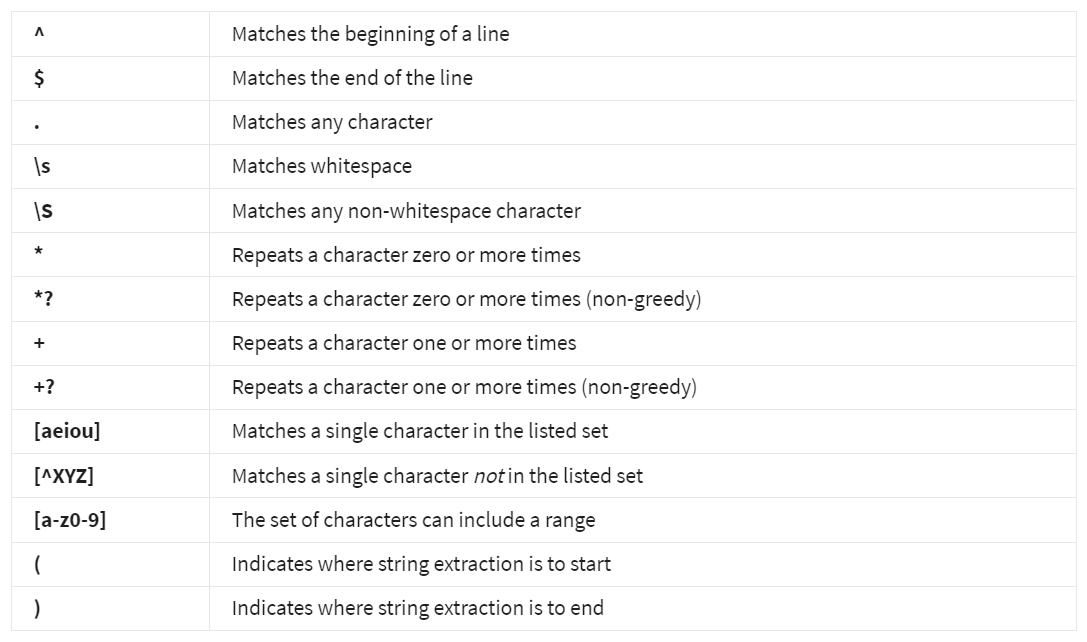 ^ Matches the beginning of a line
$ Matches the end of the line
. Matches any character
\s Matches whitespace
\S Matches any non-whitespace character
* Repeats a character zero or more times
*? Repeats a character zero or more times (non-greedy)
+ Repeats a character one or more times
+? Repeats a character one or more times (non-greedy)
[aeiou] Matches a single character in the listed set
[^XYZ] Matches a single character not in the listed set
[a-z0-9] The set of characters can include a range
( Indicates where string extraction is to start
) Indicates where string extraction is to end